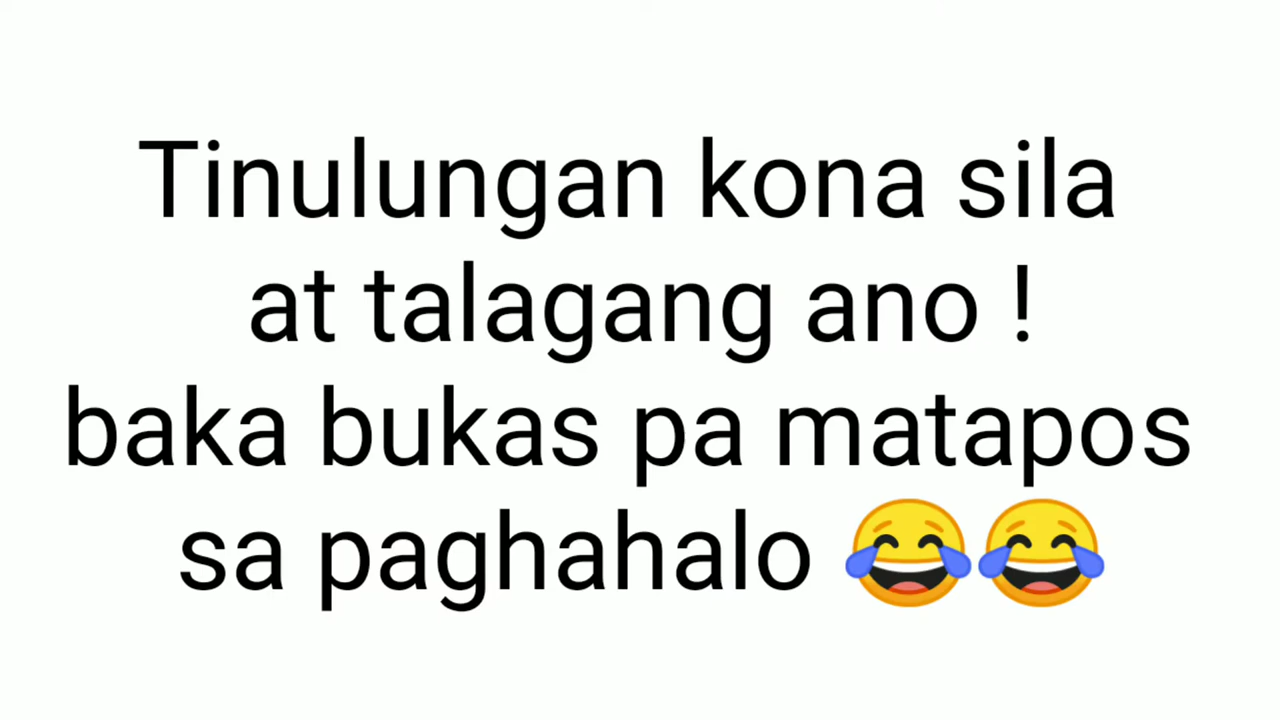 Tinulungan kona sila
at talagang ano !
baka bukas pa matapos
sa paghahalo 😂😂